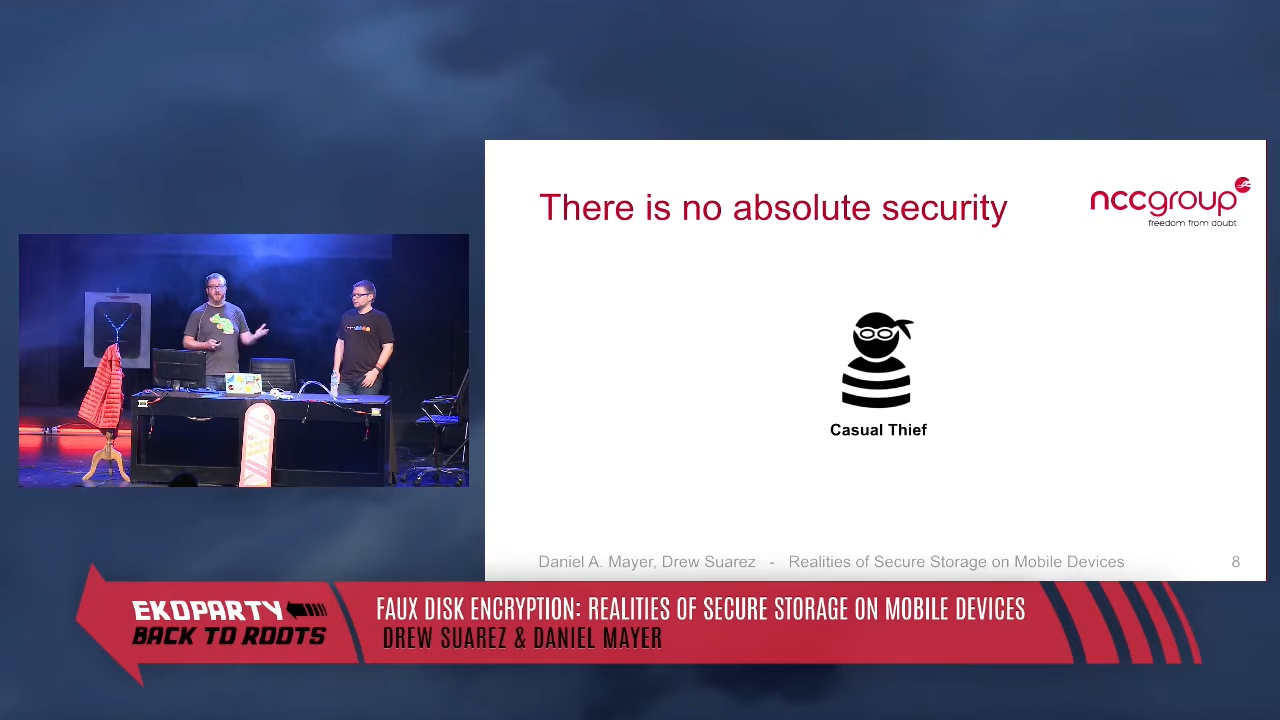 There is no absolute security
nccgroup
freedom from doubt
Casual Thief
Daniel A. Mayer, Drew Suarez - Realities of Secure Storage on Mobile Devices 8
EKOPARTY
BACK TO ROOTS
FAUX DISK ENCRYPTION: REALITIES OF SECURE STORAGE ON MOBILE DEVICES
DREW SUAREZ & DANIEL MAYER